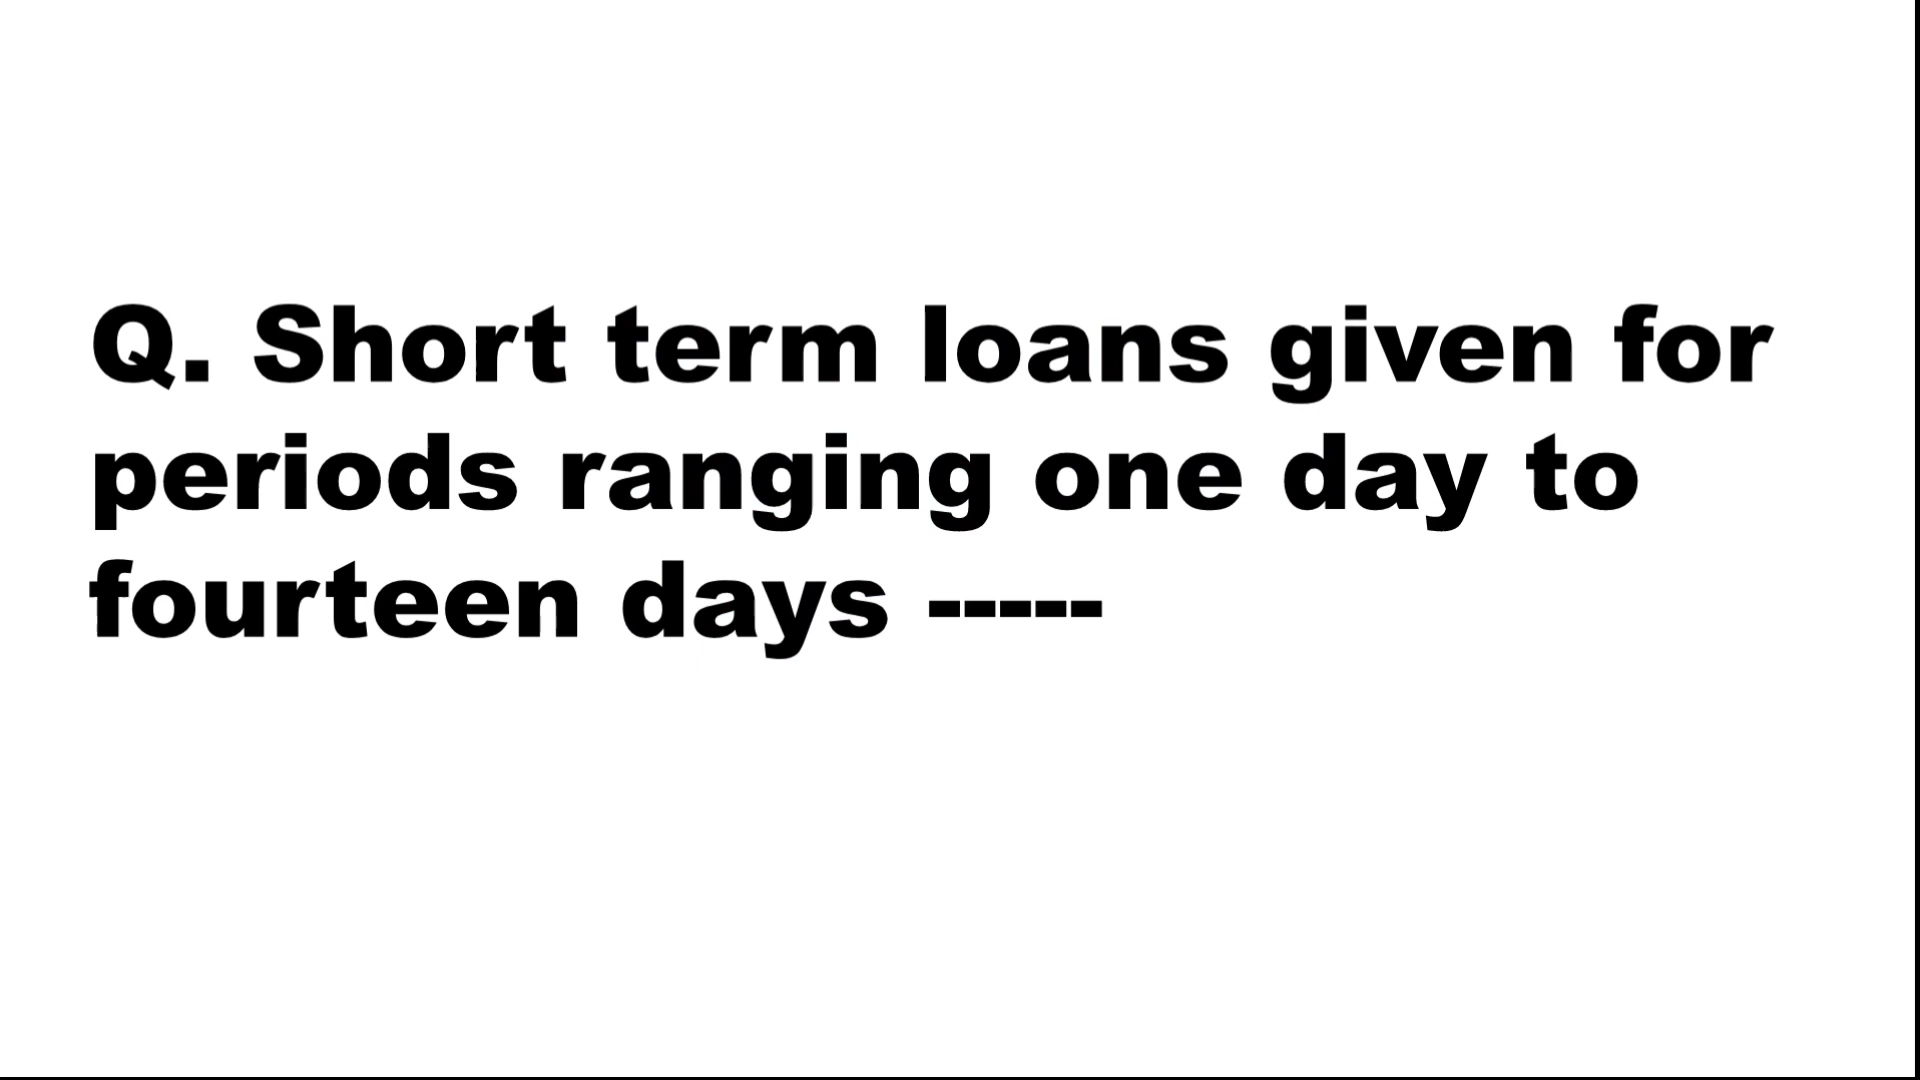 Q. Short term loans given for
periods ranging one day to
fourteen days -----